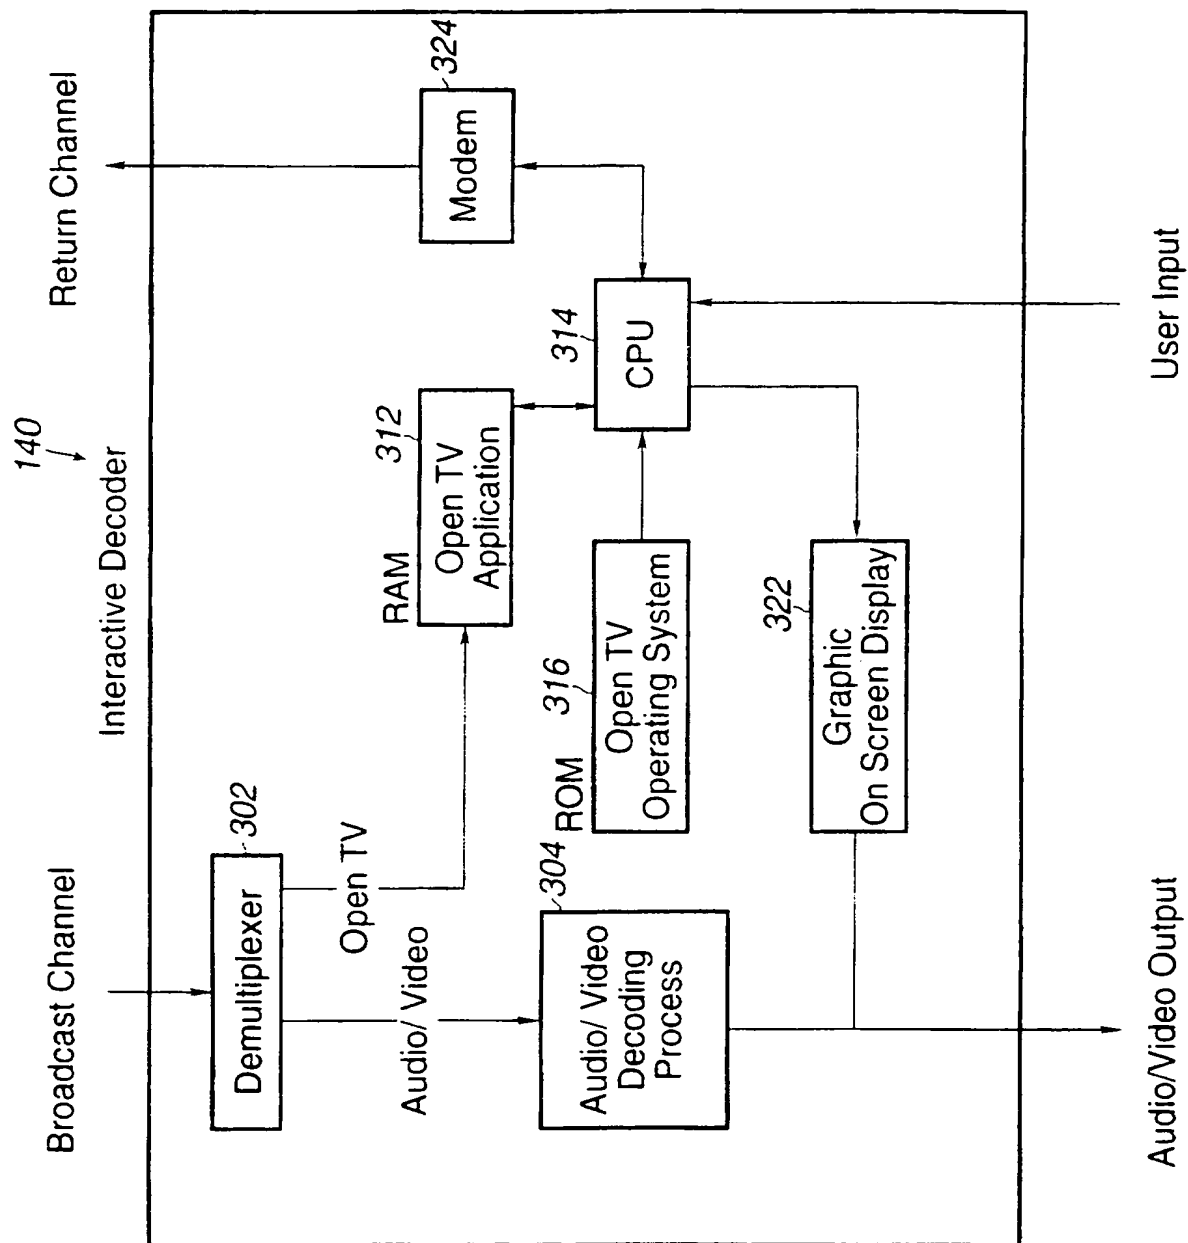 140
Interactive Decoder
Broadcast Channel
Return Channel
Demultiplexer
302
Open TV
Audio/ Video
RAM
312
Open TV
Application
Modem
324
Audio/ Video
Decoding
Process
304
ROM
316
Open TV
Operating System
314
CPU
Graphic
On Screen Display
322
Audio/Video Output
User Input